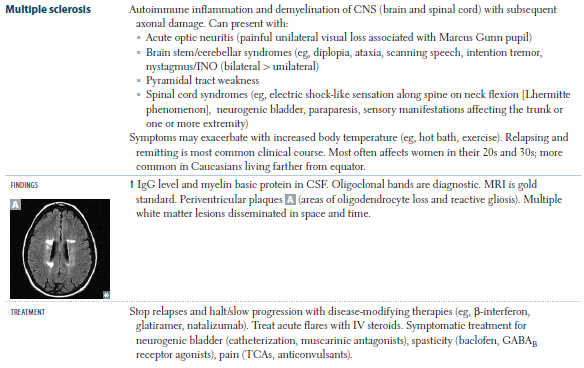 Multiple sclerosis
Autoimmune inflammation and demyelination of CNS (brain and spinal cord) with subsequent
axonal damage. Can present with:
▪ Acute optic neuritis (painful unilateral visual loss associated with Marcus Gunn pupil)
▪ Brain stem/cerebellar syndromes (eg, diplopia, ataxia, scanning speech, intention tremor,
nystagmus/INO (bilateral > unilateral)
▪ Pyramidal tract weakness
▪ Spinal cord syndromes (eg, electric shock-like sensation along spine on neck flexion [Lhermitte
phenomenon], neurogenic bladder, paraparesis, sensory manifestations affecting the trunk or
one or more extremity)
Symptoms may exacerbate with increased body temperature (eg, hot bath, exercise). Relapsing and
remitting is most common clinical course. Most often affects women in their 20s and 30s; more
common in Caucasians living farther from equator.
FINDINGS
↑ IgG level and myelin basic protein in CSF. Oligoclonal bands are diagnostic. MRI is gold
standard. Periventricular plaques A (areas of oligodendrocyte loss and reactive gliosis). Multiple
white matter lesions disseminated in space and time.
A
TREATMENT
Stop relapses and halt/slow progression with disease-modifying therapies (eg, β-interferon,
glatiramer, natalizumab). Treat acute flares with IV steroids. Symptomatic treatment for
neurogenic bladder (catheterization, muscarinic antagonists), spasticity (baclofen, GABAB
receptor agonists), pain (TCAs, anticonvulsants).